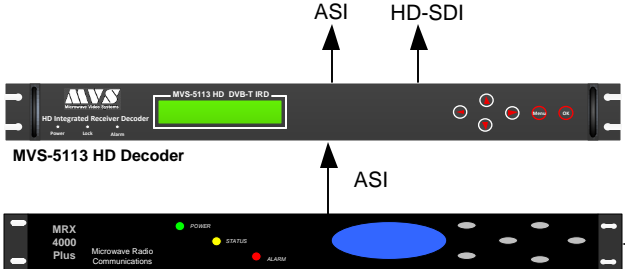 ASI HD-SDI
MVS
Microwave Video Systems
MVS-5113 HD DVB-T IRD
HD Integrated Receiver Decoder
Power Lock Alarm
Menu OK
MVS-5113 HD Decoder
ASI
MRX
4000
Plus
Microwave Radio
Communications
POWER
STATUS
ALARM